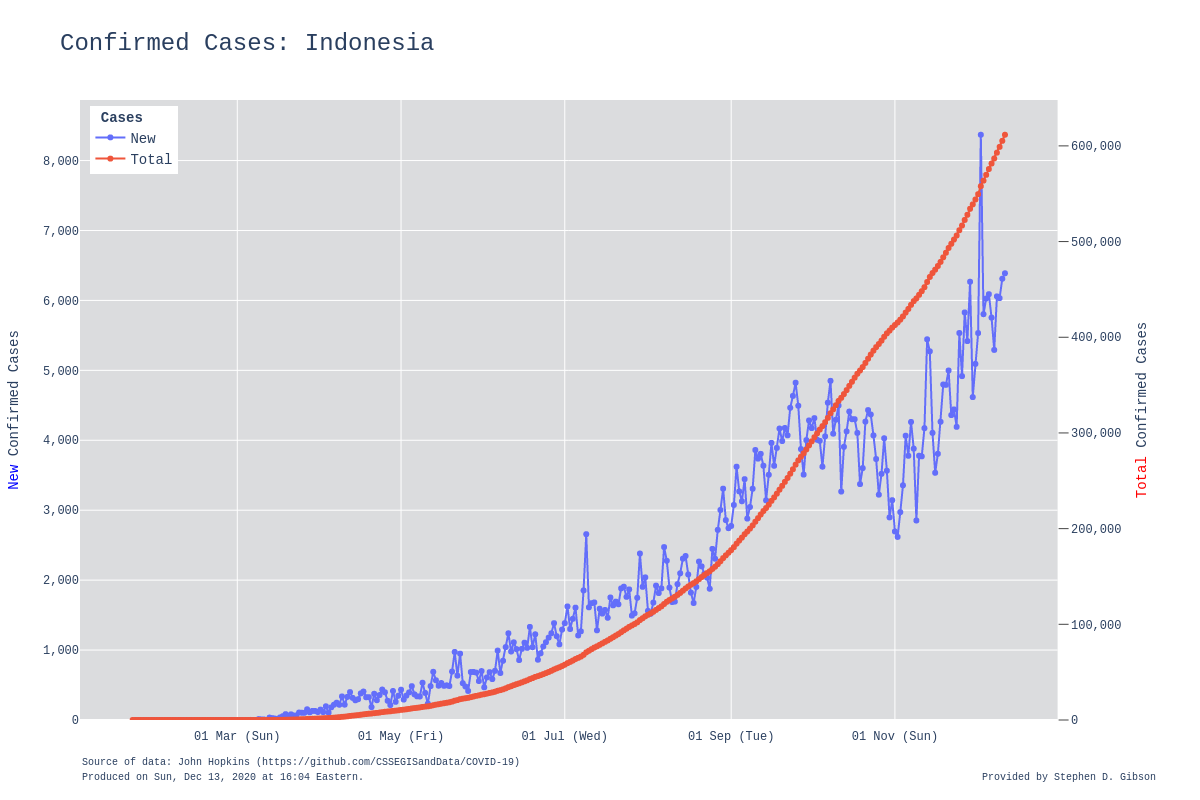 Confirmed Cases: Indonesia
Cases
New
Total
8,000
7,000
6,000
5,000
4,000
3,000
2,000
1,000
0
New Confirmed Cases
600,000
500,000
400,000
300,000
200,000
100,000
0
Total Confirmed Cases
01 Mar (Sun)
01 May (Fri)
01 Jul (Wed)
01 Sep (Tue)
01 Nov (Sun)
Source of data: John Hopkins (https://github.com/CSSEGISandData/COVID-19)
Produced on Sun, Dec 13, 2020 at 16:04 Eastern.
Provided by Stephen D. Gibson